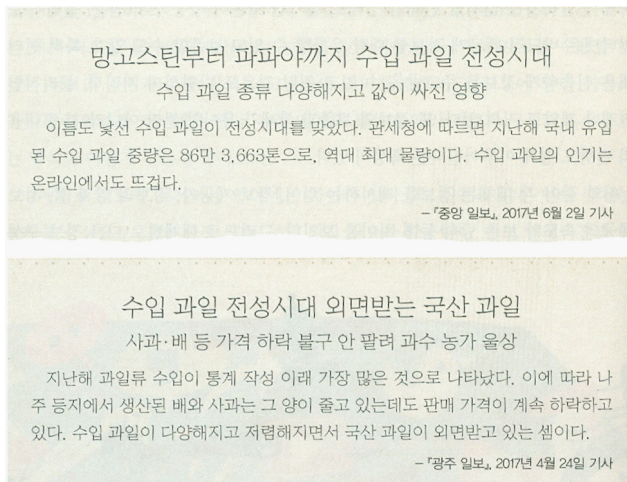 망고스틴부터 파파야까지 수입 과일 전성시대
수입 과일 종류 다양해지고 값이 싸진 영향
이름도 낯선 수입 과일이 전성시대를 맞았다. 관세청에 따르면 지난해 국내 유입
된 수입 과일 중량은 86만 3,663톤으로, 역대 최대 물량이다. 수입 과일의 인기는
온라인에서도 뜨겁다.
- 『중앙 일보』, 2017년 6월 2일 기사
수입 과일 전성시대 외면받는 국산 과일
사과·배 등 가격 하락 불구 안 팔려 과수 농가 울상
지난해 과일류 수입이 통계 작성 이래 가장 많은 것으로 나타났다. 이에 따라 나
주 등지에서 생산된 배와 사과는 그 양이 줄고 있는데도 판매 가격이 계속 하락하고
있다. 수입 과일이 다양해지고 저렴해지면서 국산 과일이 외면받고 있는 셈이다.
- 『광주 일보』, 2017년 4월 24일 기사